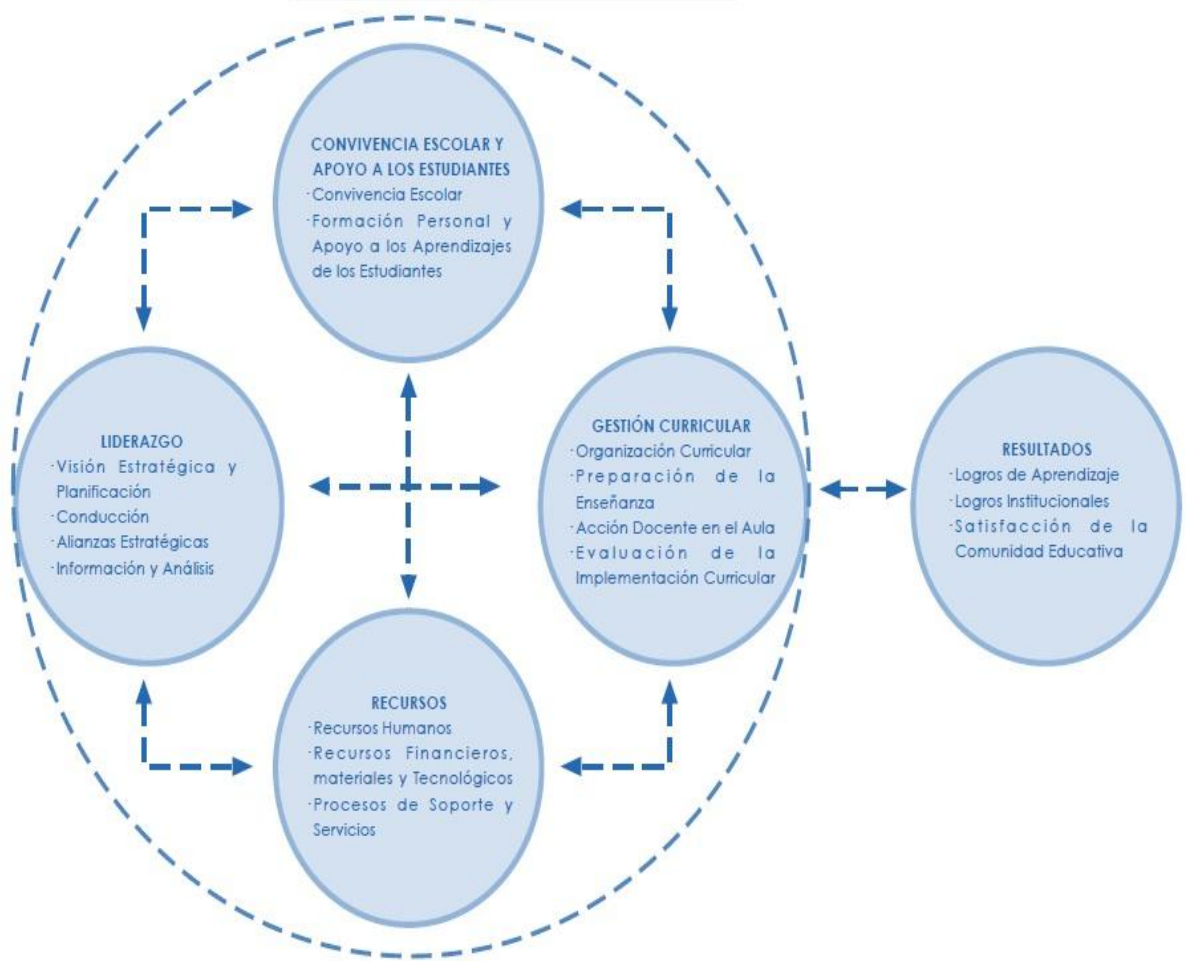 CONVIVENCIA ESCOLAR Y
APOYO A LOS ESTUDIANTES
·Convivencia Escolar
·Formación Personal y
Apoyo a los Aprendizajes
de los Estudiantes
LIDERAZGO
·Visión Estratégica y
Planificación
·Conducción
·Alianzas Estratégicas
·Información y Análisis
GESTIÓN CURRICULAR
·Organización Curricular
·Preparación de la
Enseñanza
·Acción Docente en el Aula
·Evaluación de la
Implementación Curricular
RESULTADOS
·Logros de Aprendizaje
·Logros Institucionales
·Satisfacción de la
Comunidad Educativa
RECURSOS
·Recursos Humanos
·Recursos Financieros,
materiales y Tecnológicos
·Procesos de Soporte y
Servicios